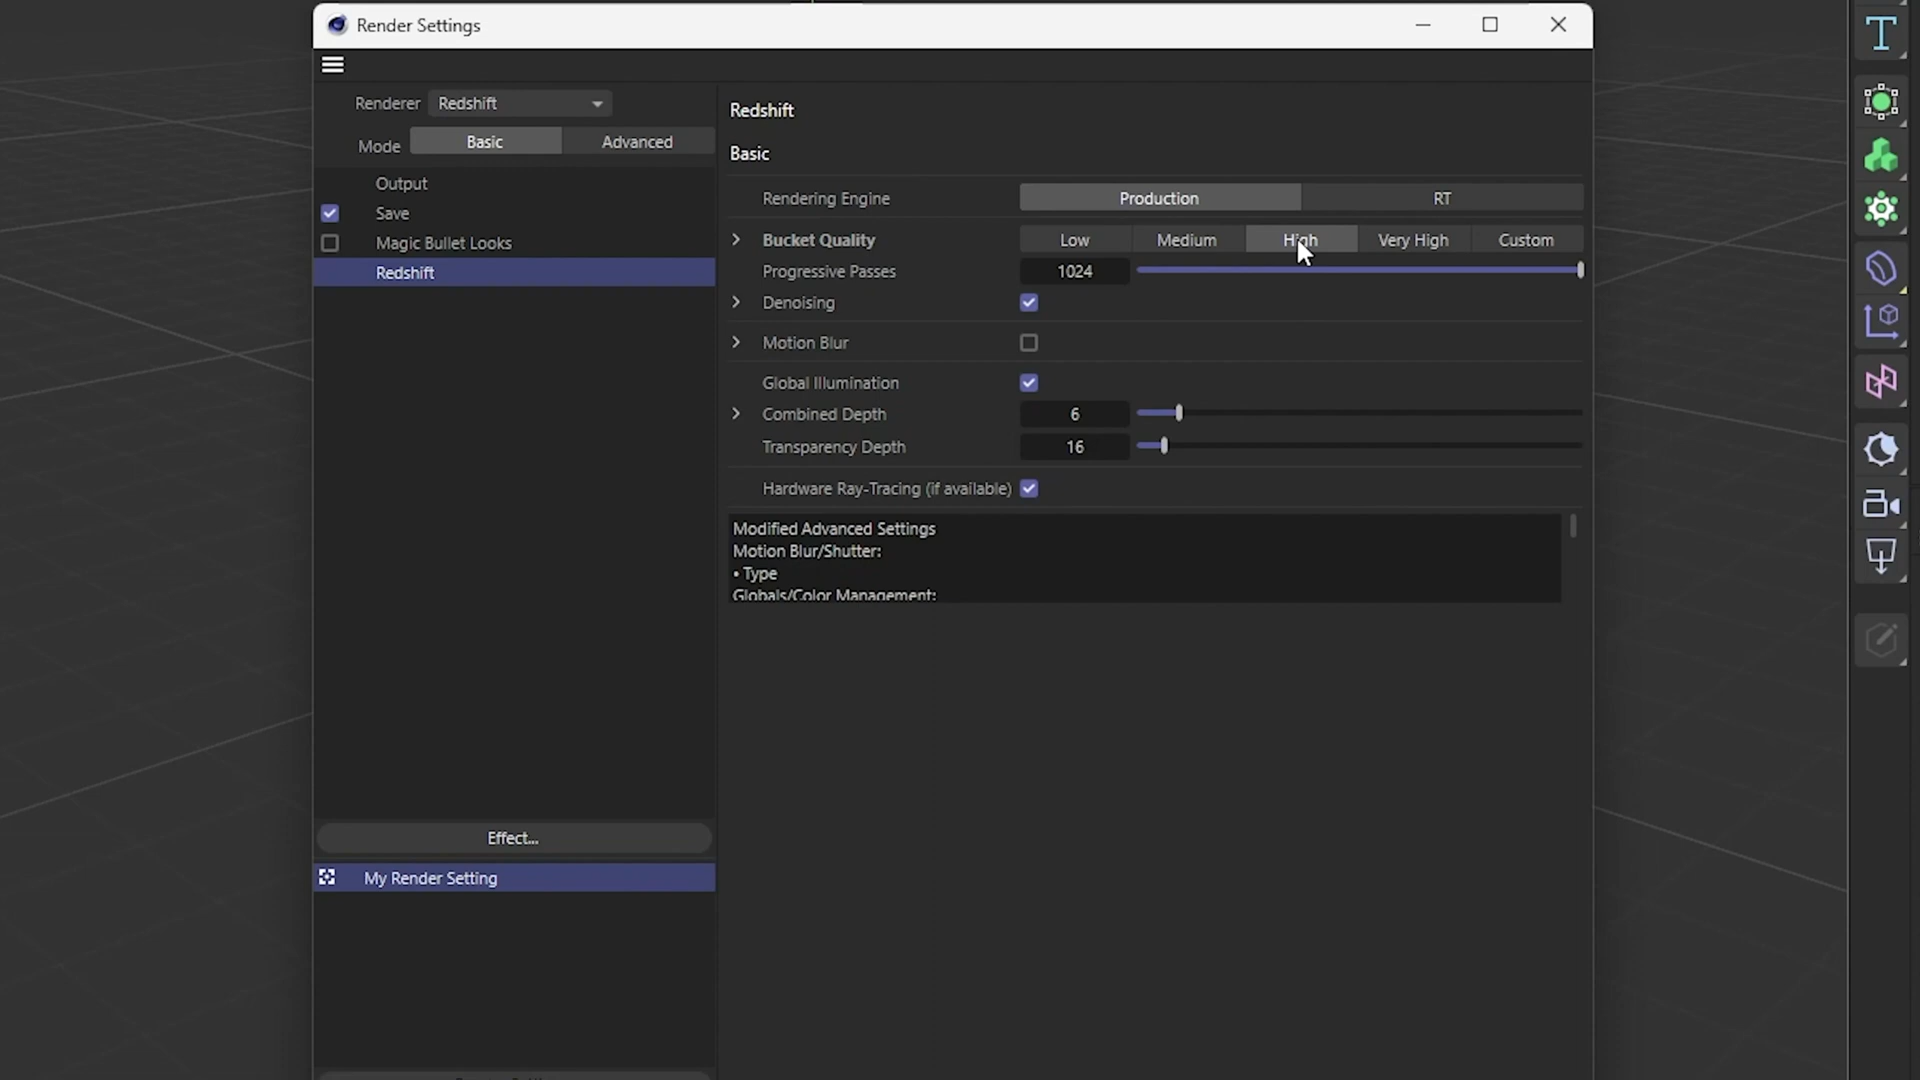 Render Settings
Renderer Redshift
Mode Basic Advanced
Output
Save
Magic Bullet Looks
Redshift
Effect...
My Render Setting
Redshift
Basic
Rendering Engine Production RT
Bucket Quality Low Medium High Very High Custom
Progressive Passes 1024
Denoising
Motion Blur
Global Illumination
Combined Depth 6
Transparency Depth 16
Hardware Ray-Tracing (if available)
Modified Advanced Settings
Motion Blur/Shutter:
• Type
Globals/Color Management: